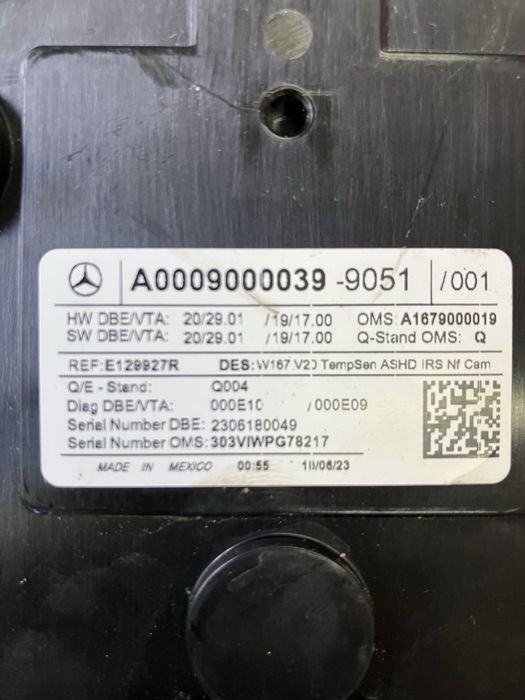 A0009000039 -9051 /001
HW DBE/VTA: 20/29.01 /19/17.00 OMS: A1679000019
SW DBE/VTA: 20/29.01 /19/17.00 Q-Stand OMS: Q
REF: E129927R DES: W167 V20 TempSen ASHD IRS Nf Cam
Q/E - Stand: Q004
Diag DBE/VTA: 000E10 /000E09
Serial Number DBE: 2306180049
Serial Number OMS: 303VIWPG78217
MADE IN MEXICO 00:55 18/06/23